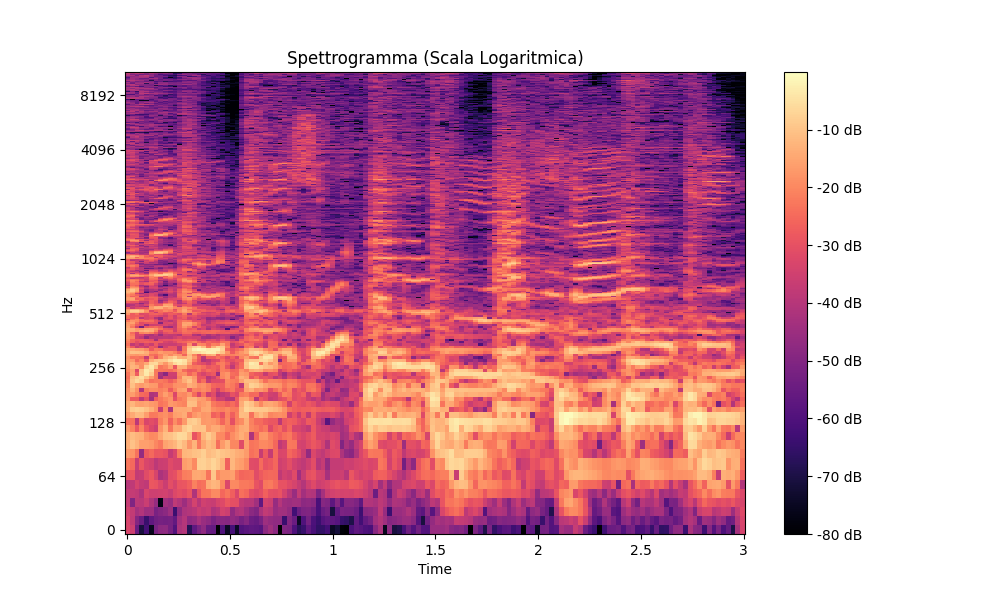 Spettrogramma (Scala Logaritmica)
8192
4096
2048
1024
512
256
128
64
0
Hz
0
0.5
1
1.5
2
2.5
3
Time
-10 dB
-20 dB
-30 dB
-40 dB
-50 dB
-60 dB
-70 dB
-80 dB